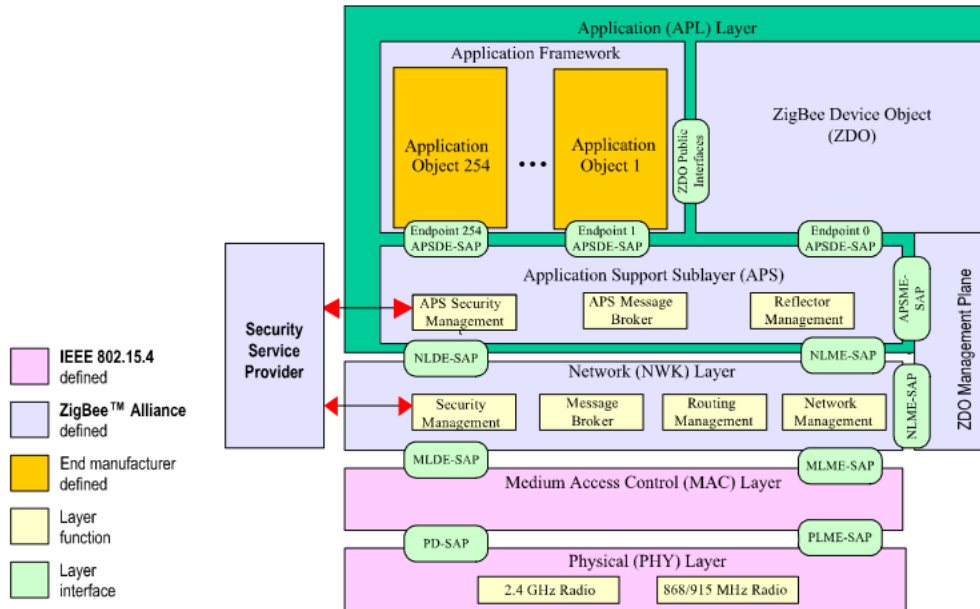 Application (APL) Layer
Application Framework
ZigBee Device Object
(ZDO)
Application
Object 254
...
Application
Object 1
ZDO Public
Interfaces
Endpoint 254
APSDE-SAP
Endpoint 1
APSDE-SAP
Endpoint 0
APSDE-SAP
Application Support Sublayer (APS)
APS Security
Management
APS Message
Broker
Reflector
Management
APSME-
SAP
ZDO Management Plane
Security
Service
Provider
NLDE-SAP
NLME-SAP
Network (NWK) Layer
Security
Management
Message
Broker
Routing
Management
Network
Management
NLME-SAP
MLDE-SAP
MLME-SAP
Medium Access Control (MAC) Layer
PD-SAP
PLME-SAP
Physical (PHY) Layer
2.4 GHz Radio
868/915 MHz Radio
IEEE 802.15.4
defined
ZigBee™ Alliance
defined
End manufacturer
defined
Layer
function
Layer
interface